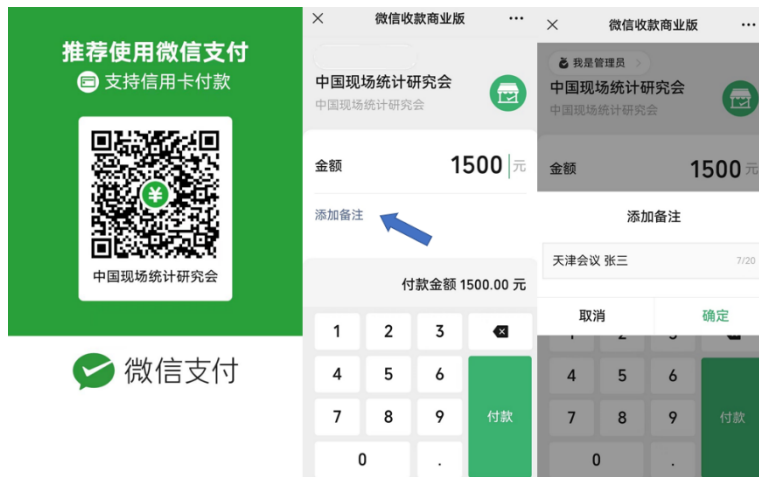 推荐使用微信支付
支持信用卡付款
中国现场统计研究会
微信支付
微信收款商业版
中国现场统计研究会
中国现场统计研究会
金额
1500 元
添加备注
付款金额 1500.00 元
1 2 3
4 5 6
7 8 9
付款
0 .
微信收款商业版
我是管理员
中国现场统计研究会
中国现场统计研究会
金额
1500 元
添加备注
天津会议 张三 7/20
取消 确定
1 2 3
4 5 6
7 8 9
付款
0 .